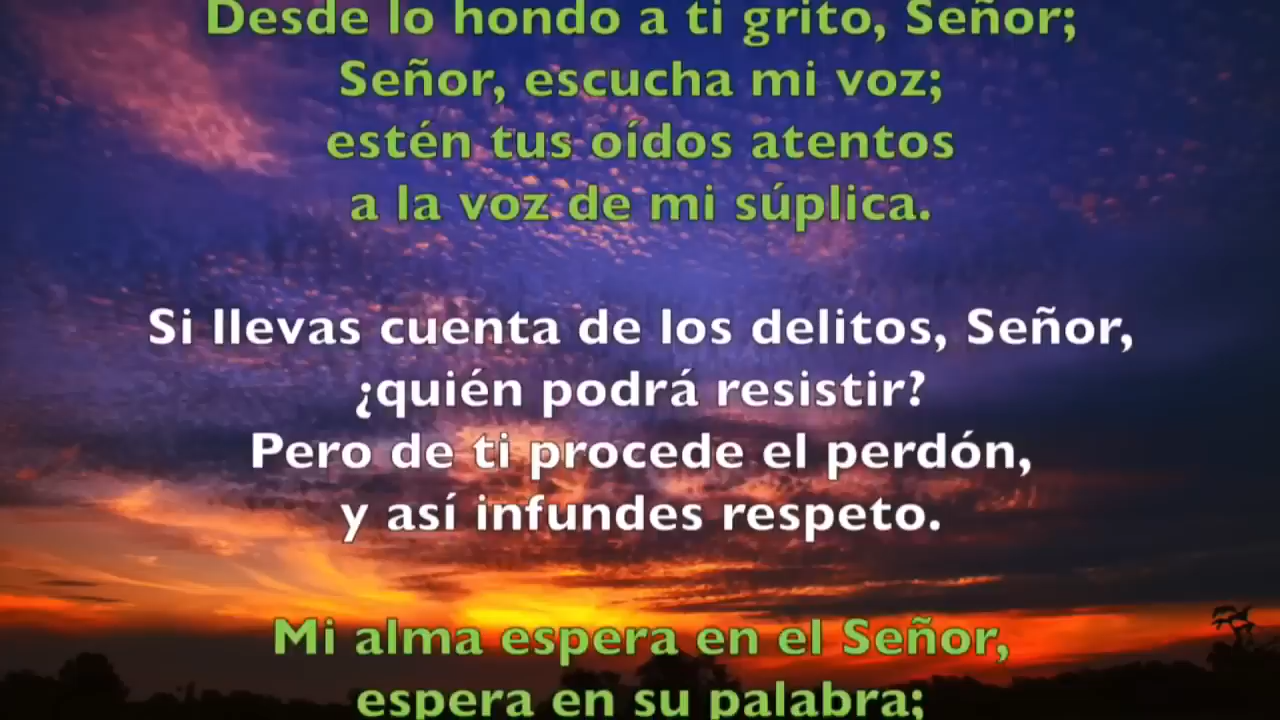 Desde lo hondo a ti grito, Señor;
Señor, escucha mi voz;
estén tus oídos atentos
a la voz de mi súplica.
Si llevas cuenta de los delitos, Señor,
¿quién podrá resistir?
Pero de ti procede el perdón,
y así infundes respeto.
Mi alma espera en el Señor,
espera en su palabra;